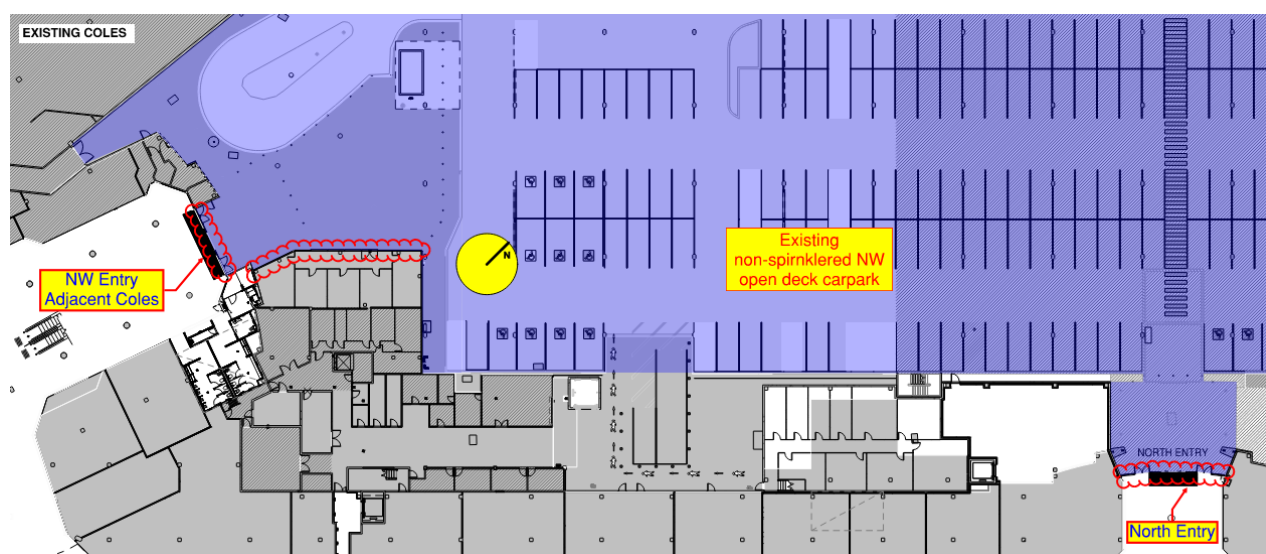 EXISTING COLES
N
Existing
non-spirnklered NW
open deck carpark
NW Entry
Adjacent Coles
NORTH ENTRY
North Entry